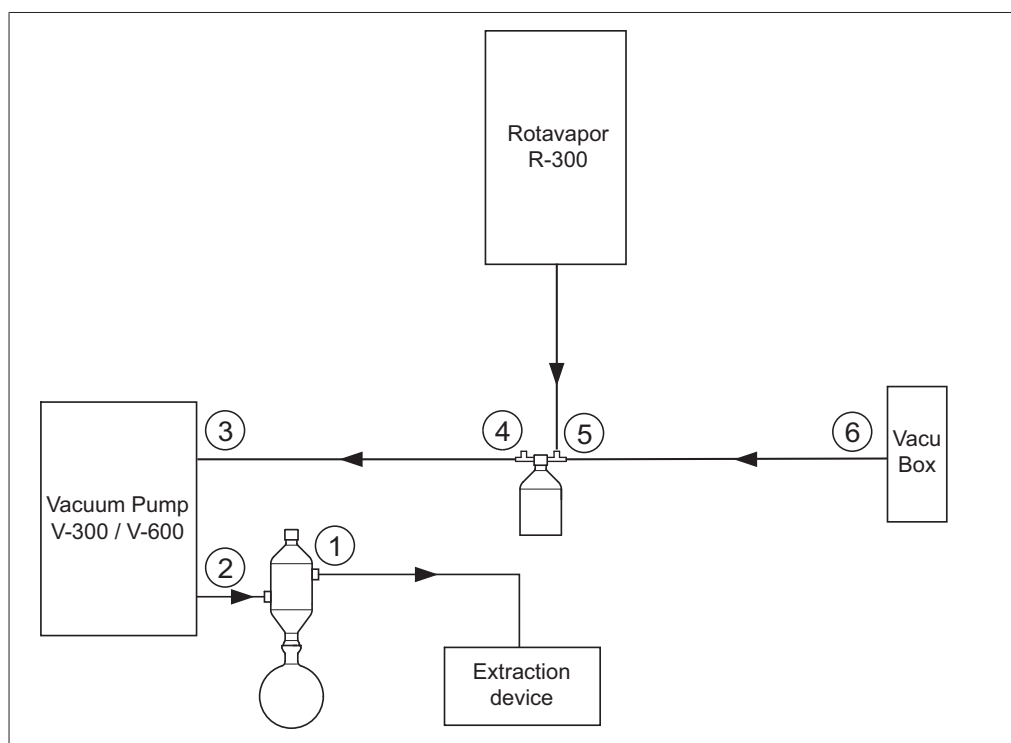 Rotavapor
R-300
3
4
5
6
Vacu
Box
Vacuum Pump
V-300 / V-600
2
1
Extraction
device